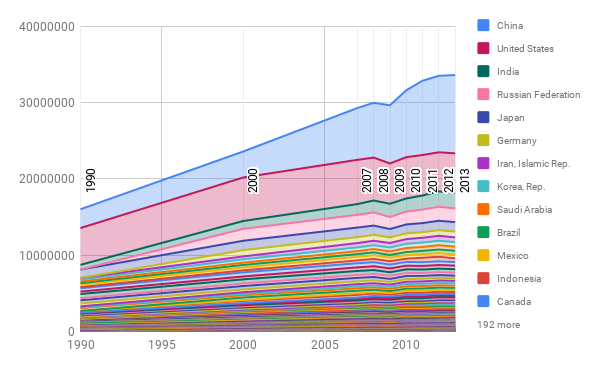 40000000
30000000
20000000
10000000
0
1990
1995
2000
2005
2010
1990
2000
2007
2008
2009
2010
2011
2012
2013
China
United States
India
Russian Federation
Japan
Germany
Iran, Islamic Rep.
Korea, Rep.
Saudi Arabia
Brazil
Mexico
Indonesia
Canada
192 more